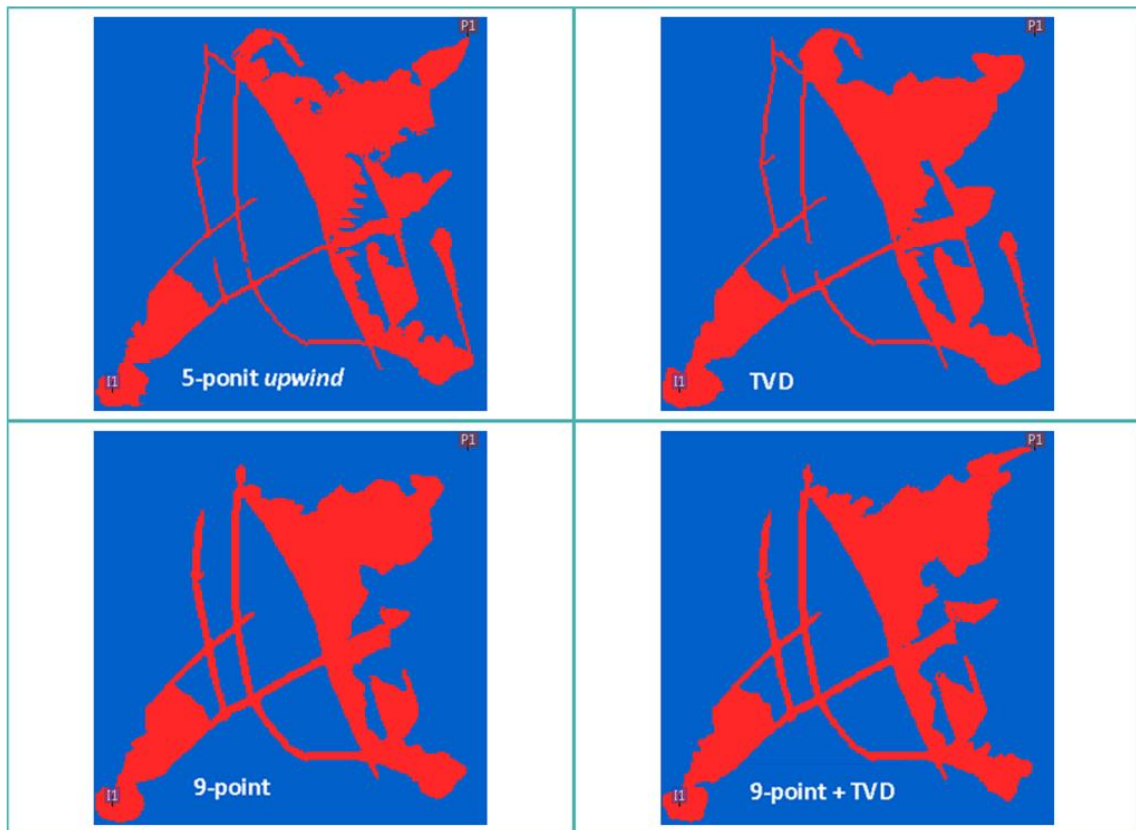 P1
I1
5-ponit upwind
P1
I1
TVD
P1
I1
9-point
P1
I1
9-point + TVD